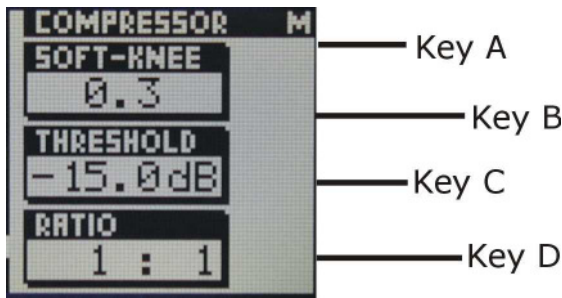 COMPRESSOR M
Key A
SOFT-KNEE
0.3
Key B
THRESHOLD
-15.0dB
Key C
RATIO
1 : 1
Key D